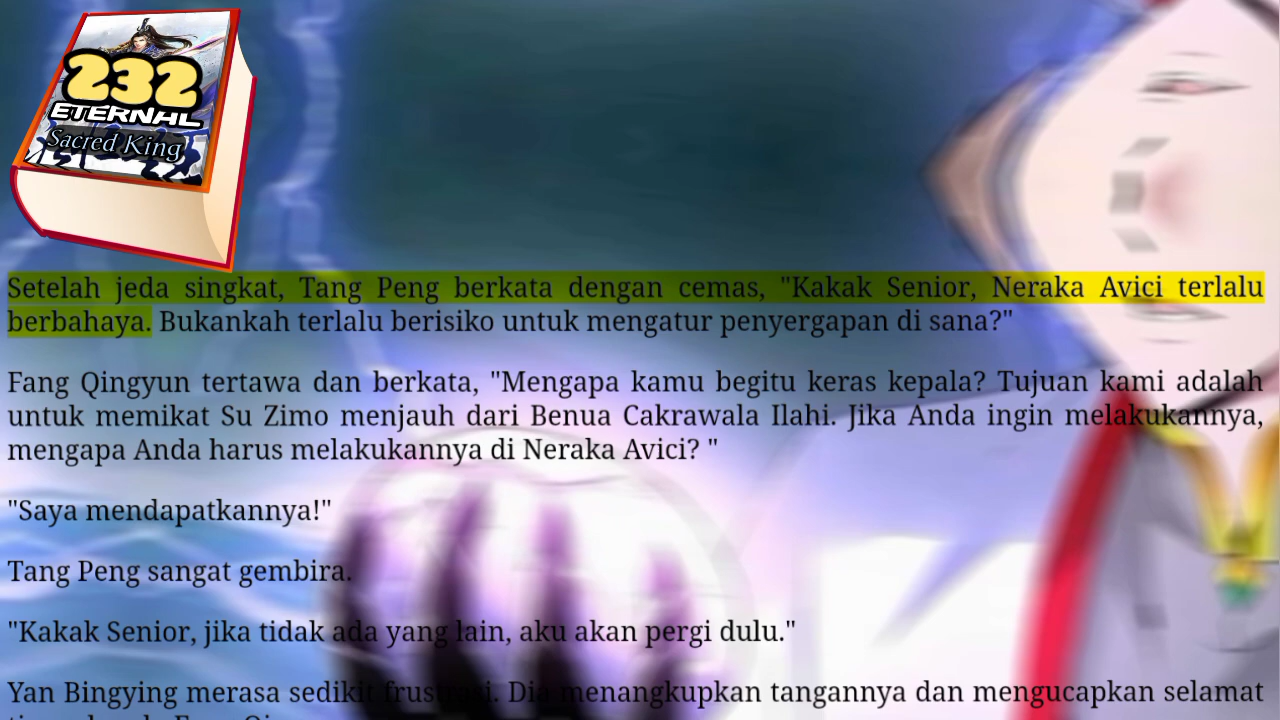 232
ETERNAL
Sacred King
Setelah jeda singkat, Tang Peng berkata dengan cemas, "Kakak Senior, Neraka Avici terlalu
berbahaya. Bukankah terlalu berisiko untuk mengatur penyergapan di sana?"
Fang Qingyun tertawa dan berkata, "Mengapa kamu begitu keras kepala? Tujuan kami adalah
untuk memikat Su Zimo menjauh dari Benua Cakrawala Ilahi. Jika Anda ingin melakukannya,
mengapa Anda harus melakukannya di Neraka Avici? "
"Saya mendapatkannya!"
Tang Peng sangat gembira.
"Kakak Senior, jika tidak ada yang lain, aku akan pergi dulu."
Yan Bingying merasa sedikit frustrasi. Dia menangkupkan tangannya dan mengucapkan selamat